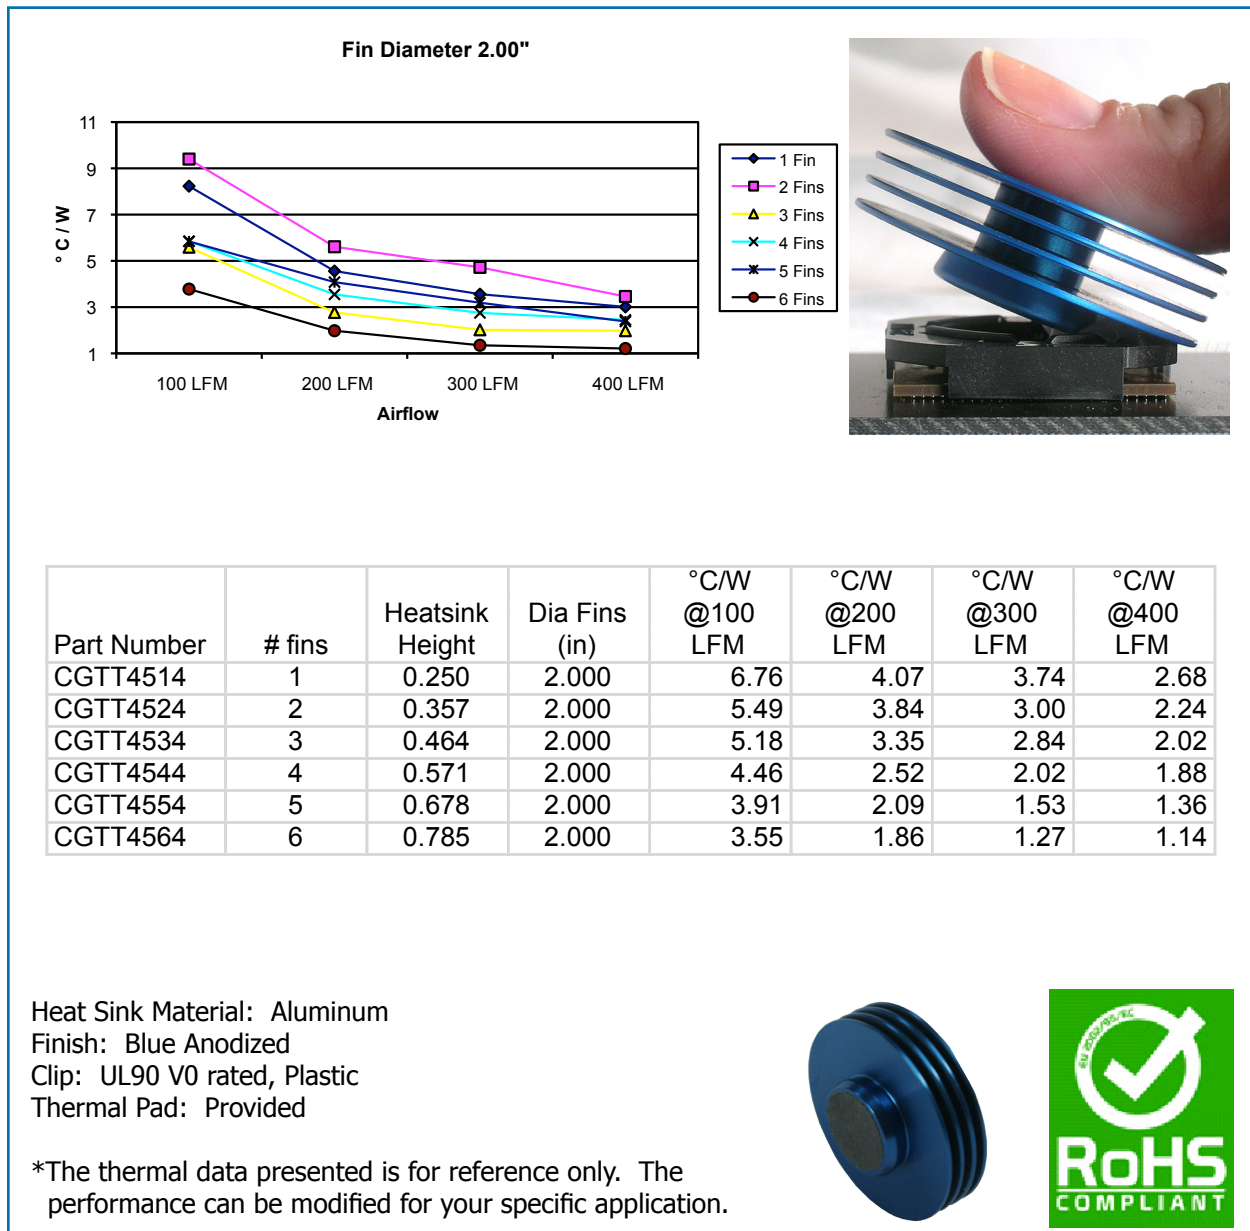 Fin Diameter 2.00"
11
9
7
5
3
1
° C / W
100 LFM 200 LFM 300 LFM 400 LFM
Airflow
1 Fin
2 Fins
3 Fins
4 Fins
5 Fins
6 Fins
Part Number # fins Heatsink Height Dia Fins (in) °C/W @100 LFM °C/W @200 LFM °C/W @300 LFM °C/W @400 LFM
CGTT4514 1 0.250 2.000 6.76 4.07 3.74 2.68
CGTT4524 2 0.357 2.000 5.49 3.84 3.00 2.24
CGTT4534 3 0.464 2.000 5.18 3.35 2.84 2.02
CGTT4544 4 0.571 2.000 4.46 2.52 2.02 1.88
CGTT4554 5 0.678 2.000 3.91 2.09 1.53 1.36
CGTT4564 6 0.785 2.000 3.55 1.86 1.27 1.14
Heat Sink Material: Aluminum
Finish: Blue Anodized
Clip: UL90 V0 rated, Plastic
Thermal Pad: Provided
*The thermal data presented is for reference only. The
performance can be modified for your specific application.
EU 2002/95/EC
RoHS
COMPLIANT